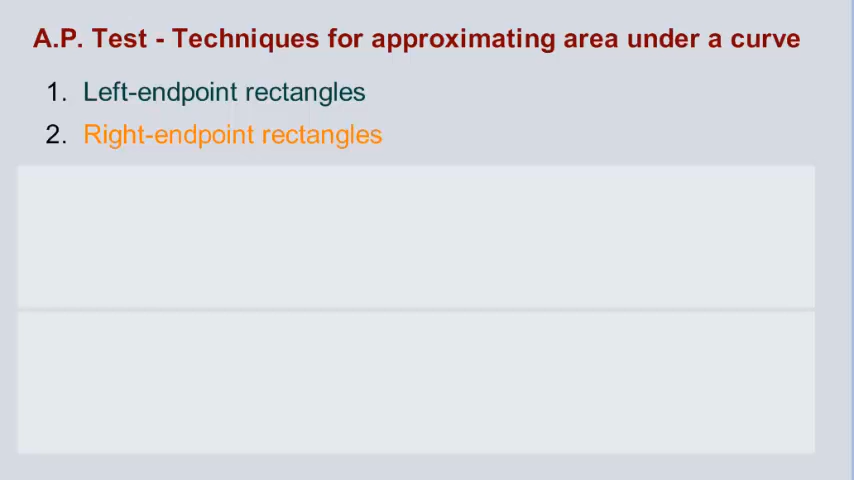 A.P. Test - Techniques for approximating area under a curve
1. Left-endpoint rectangles
2. Right-endpoint rectangles